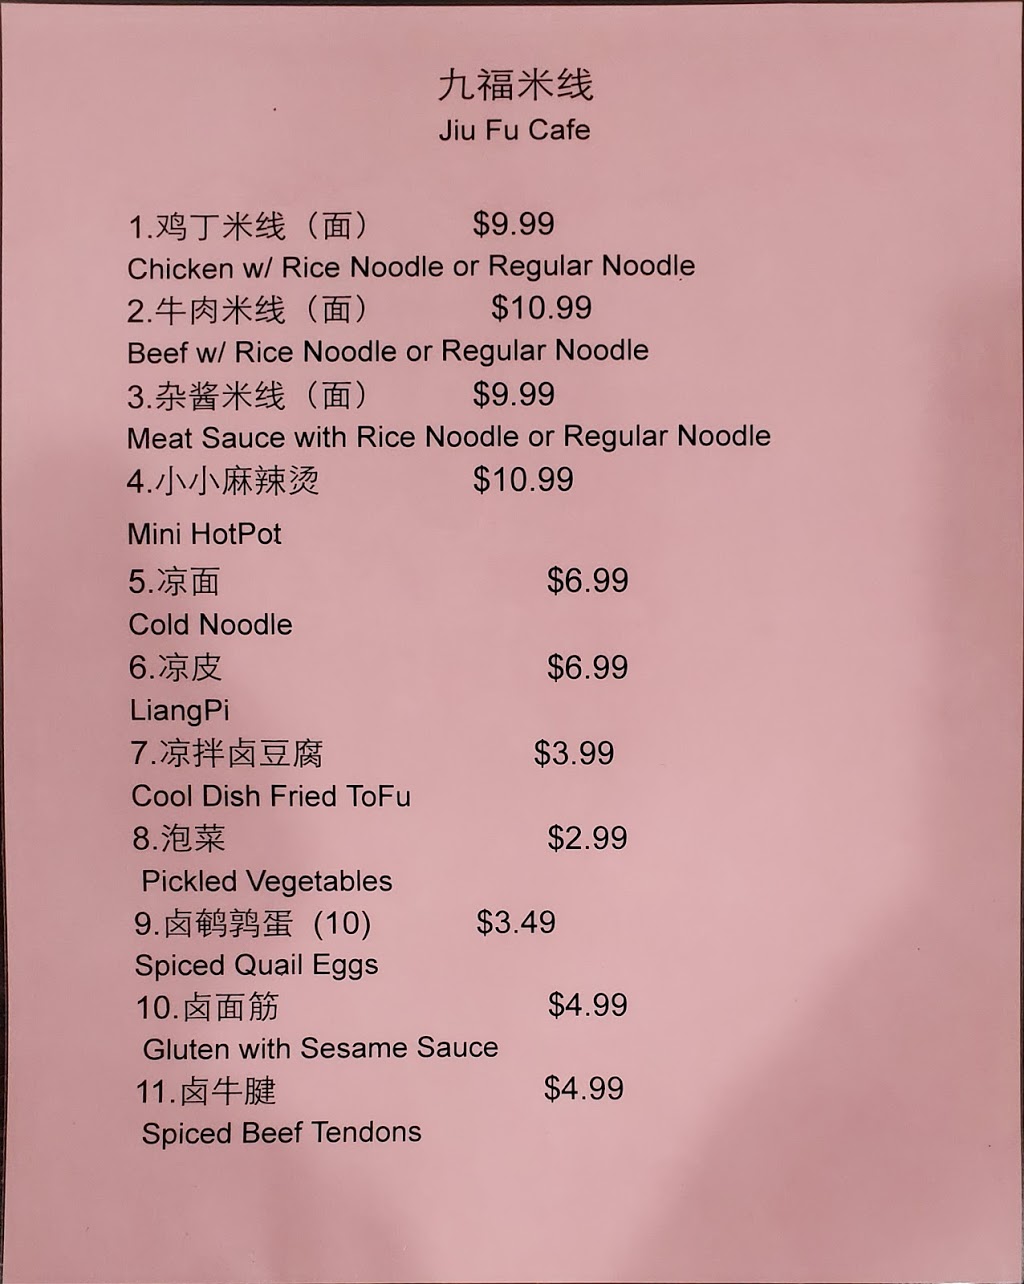 九福米线
Jiu Fu Cafe
1.鸡丁米线（面） $9.99
Chicken w/ Rice Noodle or Regular Noodle
2.牛肉米线（面） $10.99
Beef w/ Rice Noodle or Regular Noodle
3.杂酱米线（面） $9.99
Meat Sauce with Rice Noodle or Regular Noodle
4.小小麻辣烫 $10.99
Mini HotPot
5.凉面 $6.99
Cold Noodle
6.凉皮 $6.99
LiangPi
7.凉拌卤豆腐 $3.99
Cool Dish Fried ToFu
8.泡菜 $2.99
Pickled Vegetables
9.卤鹌鹑蛋 (10) $3.49
Spiced Quail Eggs
10.卤面筋 $4.99
Gluten with Sesame Sauce
11.卤牛腱 $4.99
Spiced Beef Tendons